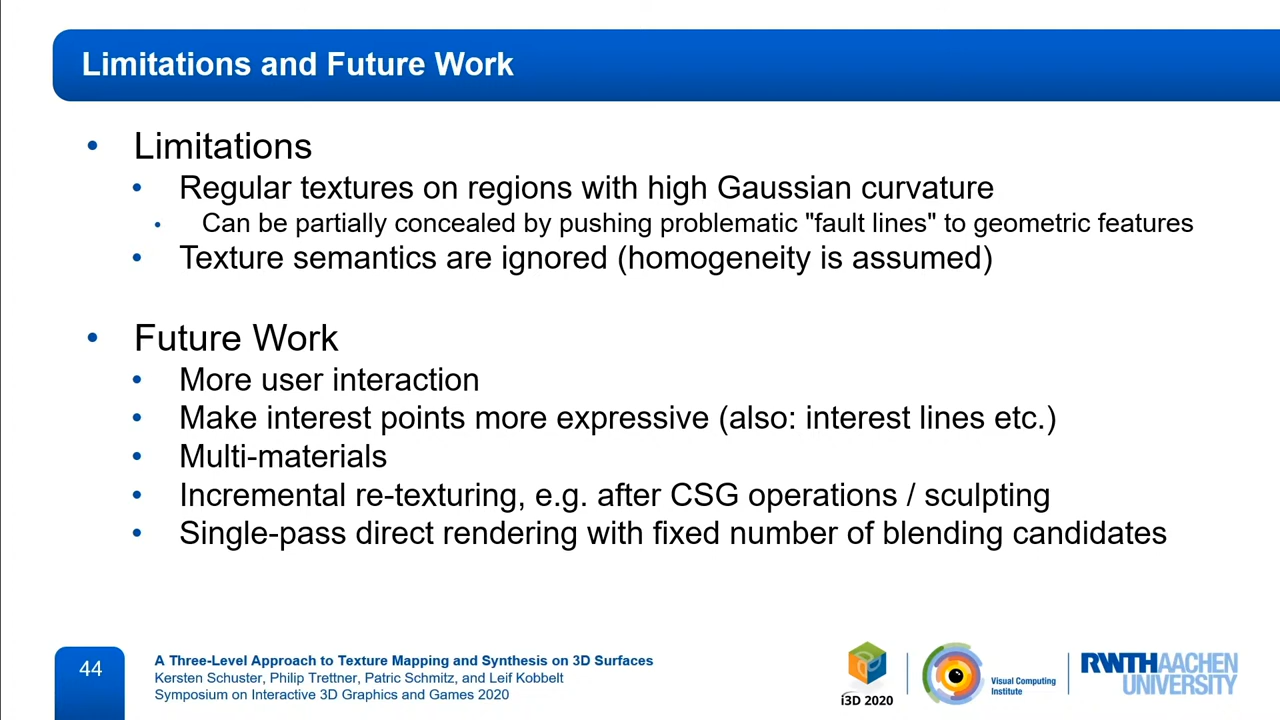 Limitations and Future Work
• Limitations
• Regular textures on regions with high Gaussian curvature
• Can be partially concealed by pushing problematic "fault lines" to geometric features
• Texture semantics are ignored (homogeneity is assumed)
• Future Work
• More user interaction
• Make interest points more expressive (also: interest lines etc.)
• Multi-materials
• Incremental re-texturing, e.g. after CSG operations / sculpting
• Single-pass direct rendering with fixed number of blending candidates
44
A Three-Level Approach to Texture Mapping and Synthesis on 3D Surfaces
Kersten Schuster, Philip Trettner, Patric Schmitz, and Leif Kobbelt
Symposium on Interactive 3D Graphics and Games 2020
i3D 2020
Visual Computing
Institute
RWTHAACHEN
UNIVERSITY